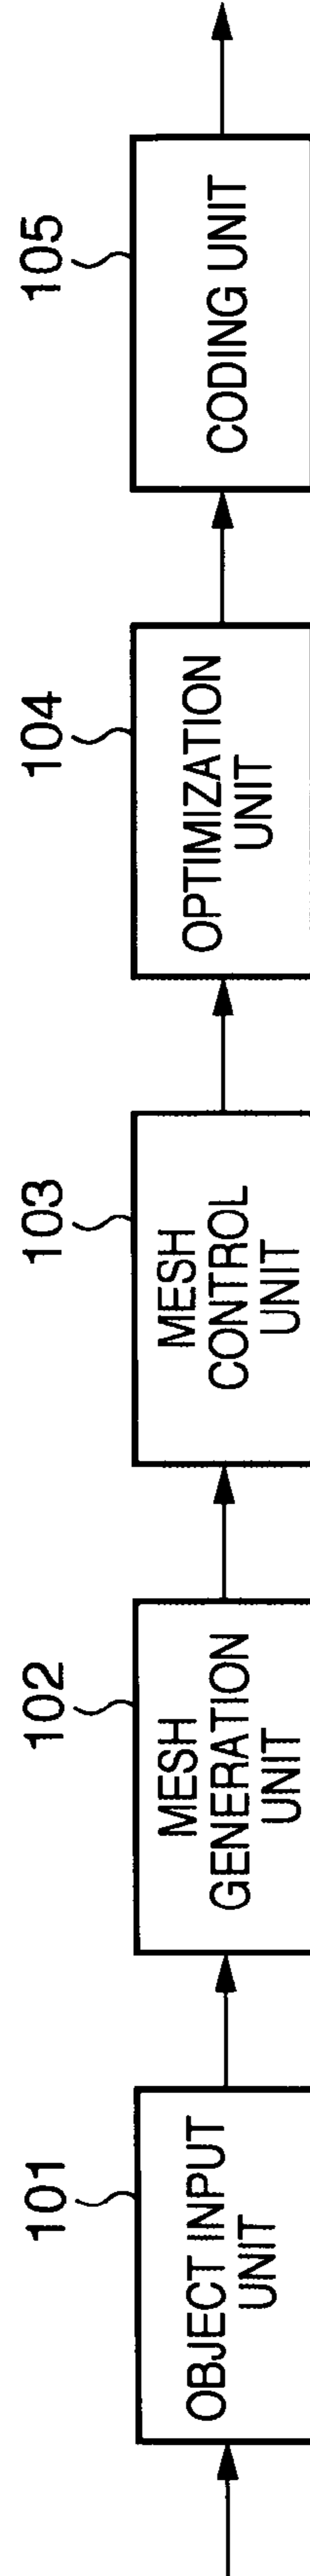 101
OBJECT INPUT
UNIT
102
MESH
GENERATION
UNIT
103
MESH
CONTROL
UNIT
104
OPTIMIZATION
UNIT
105
CODING UNIT